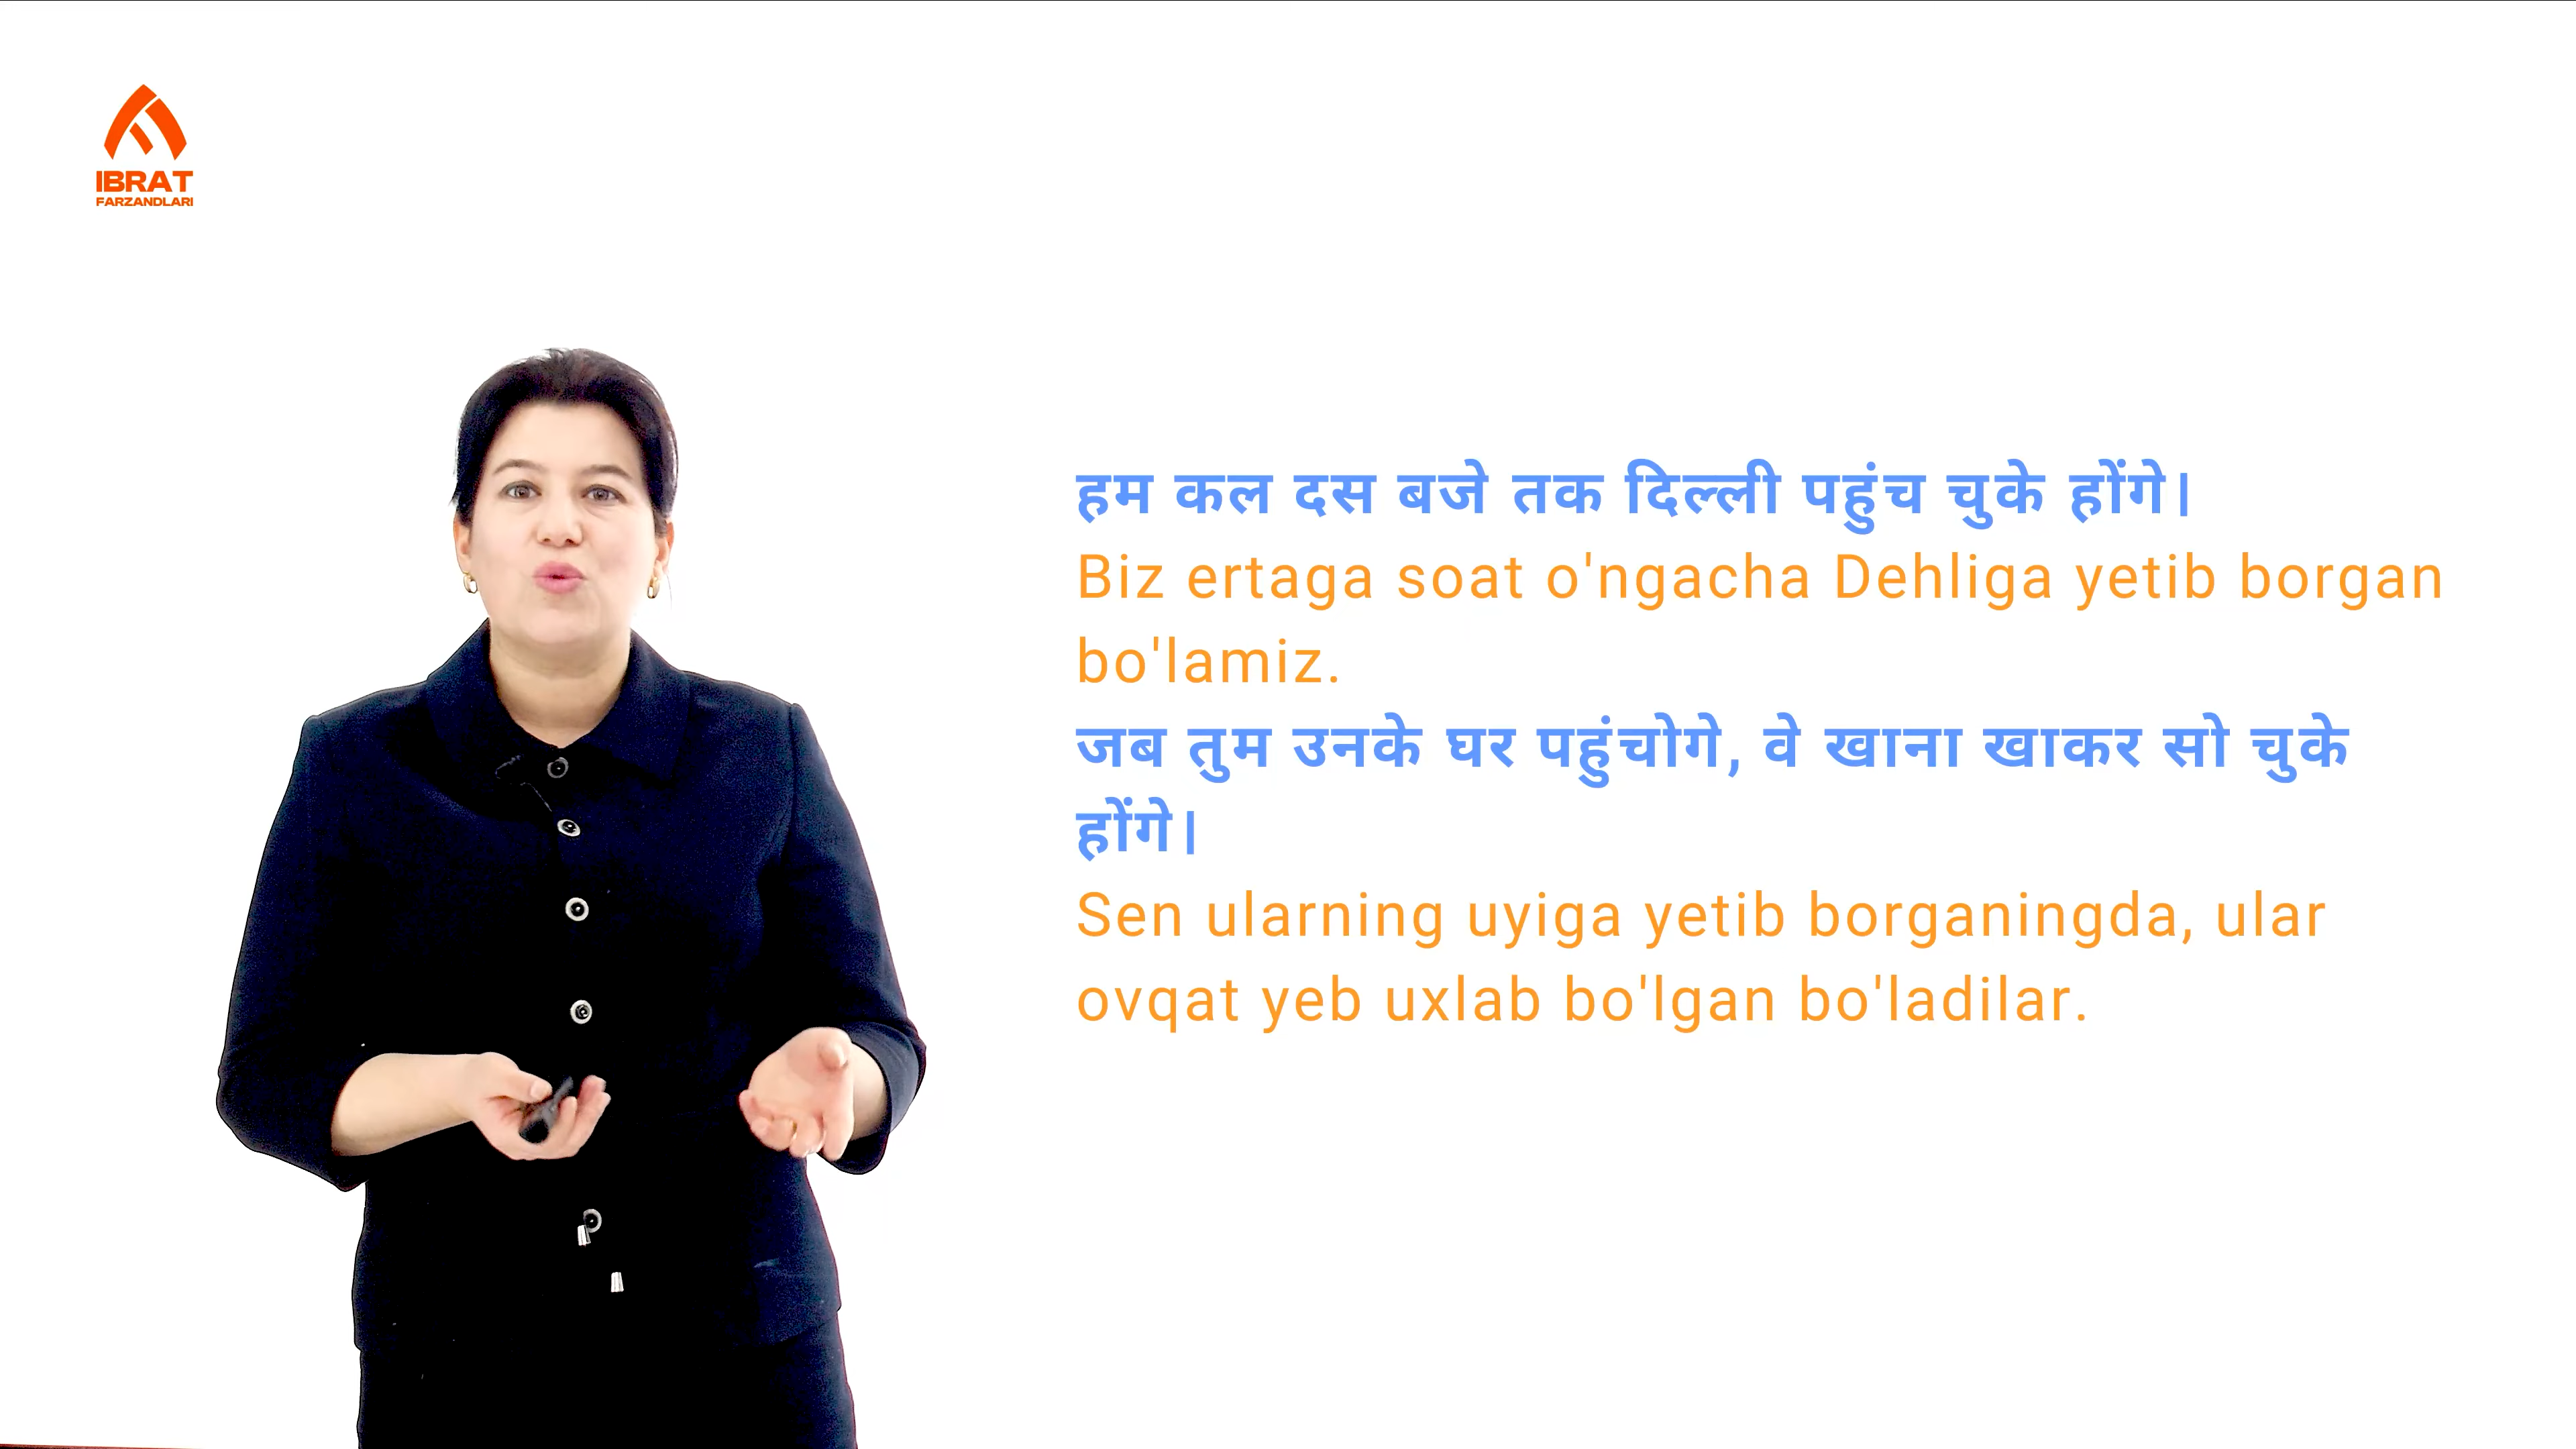 IBRAT
FARZANDLARI
हम कल दस बजे तक दिल्ली पहुंच चुके होंगे।
Biz ertaga soat o'ngacha Dehliga yetib borgan
bo'lamiz.
जब तुम उनके घर पहुंचोगे, वे खाना खाकर सो चुके
होंगे।
Sen ularning uyiga yetib borganingda, ular
ovqat yeb uxlab bo'lgan bo'ladilar.